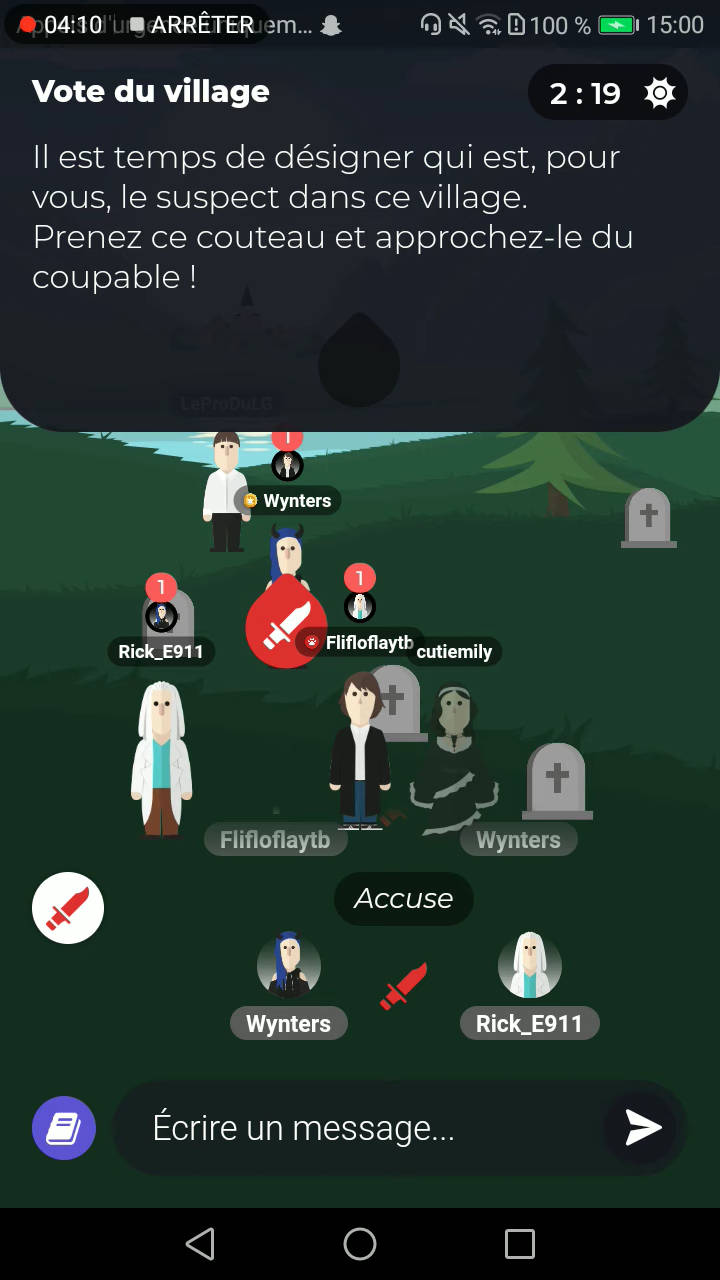 04:10 ARRÊTER 100 % 15:00
Vote du village 2 : 19
Il est temps de désigner qui est, pour
vous, le suspect dans ce village.
Prenez ce couteau et approchez-le du
coupable !
LeProDuLG
1
Wynters
1
1
Rick_E911
Flifloflaytb
cutiemily
Flifloflaytb
Wynters
Accuse
Wynters
Rick_E911
Écrire un message...